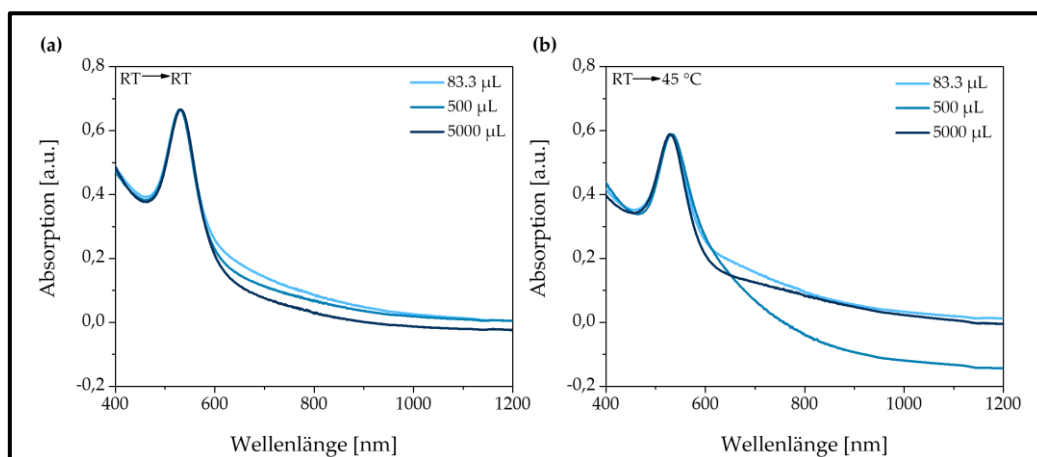 (a)
RT→RT
83.3 µL
500 µL
5000 µL
0,8
0,6
0,4
0,2
0,0
-0,2
400
600
800
1000
1200
Absorption [a.u.]
Wellenlänge [nm]
(b)
RT→45 °C
83.3 µL
500 µL
5000 µL
0,8
0,6
0,4
0,2
0,0
-0,2
400
600
800
1000
1200
Absorption [a.u.]
Wellenlänge [nm]